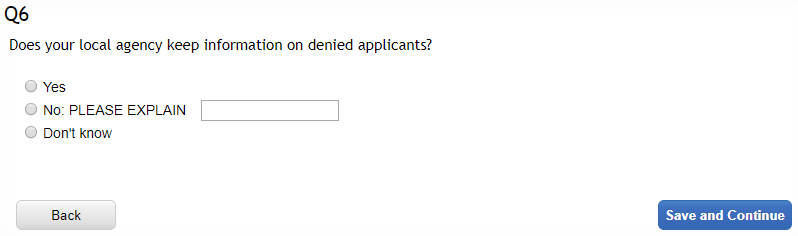 Q6
Does your local agency keep information on denied applicants?
Yes
No: PLEASE EXPLAIN
Don't know
Back
Save and Continue